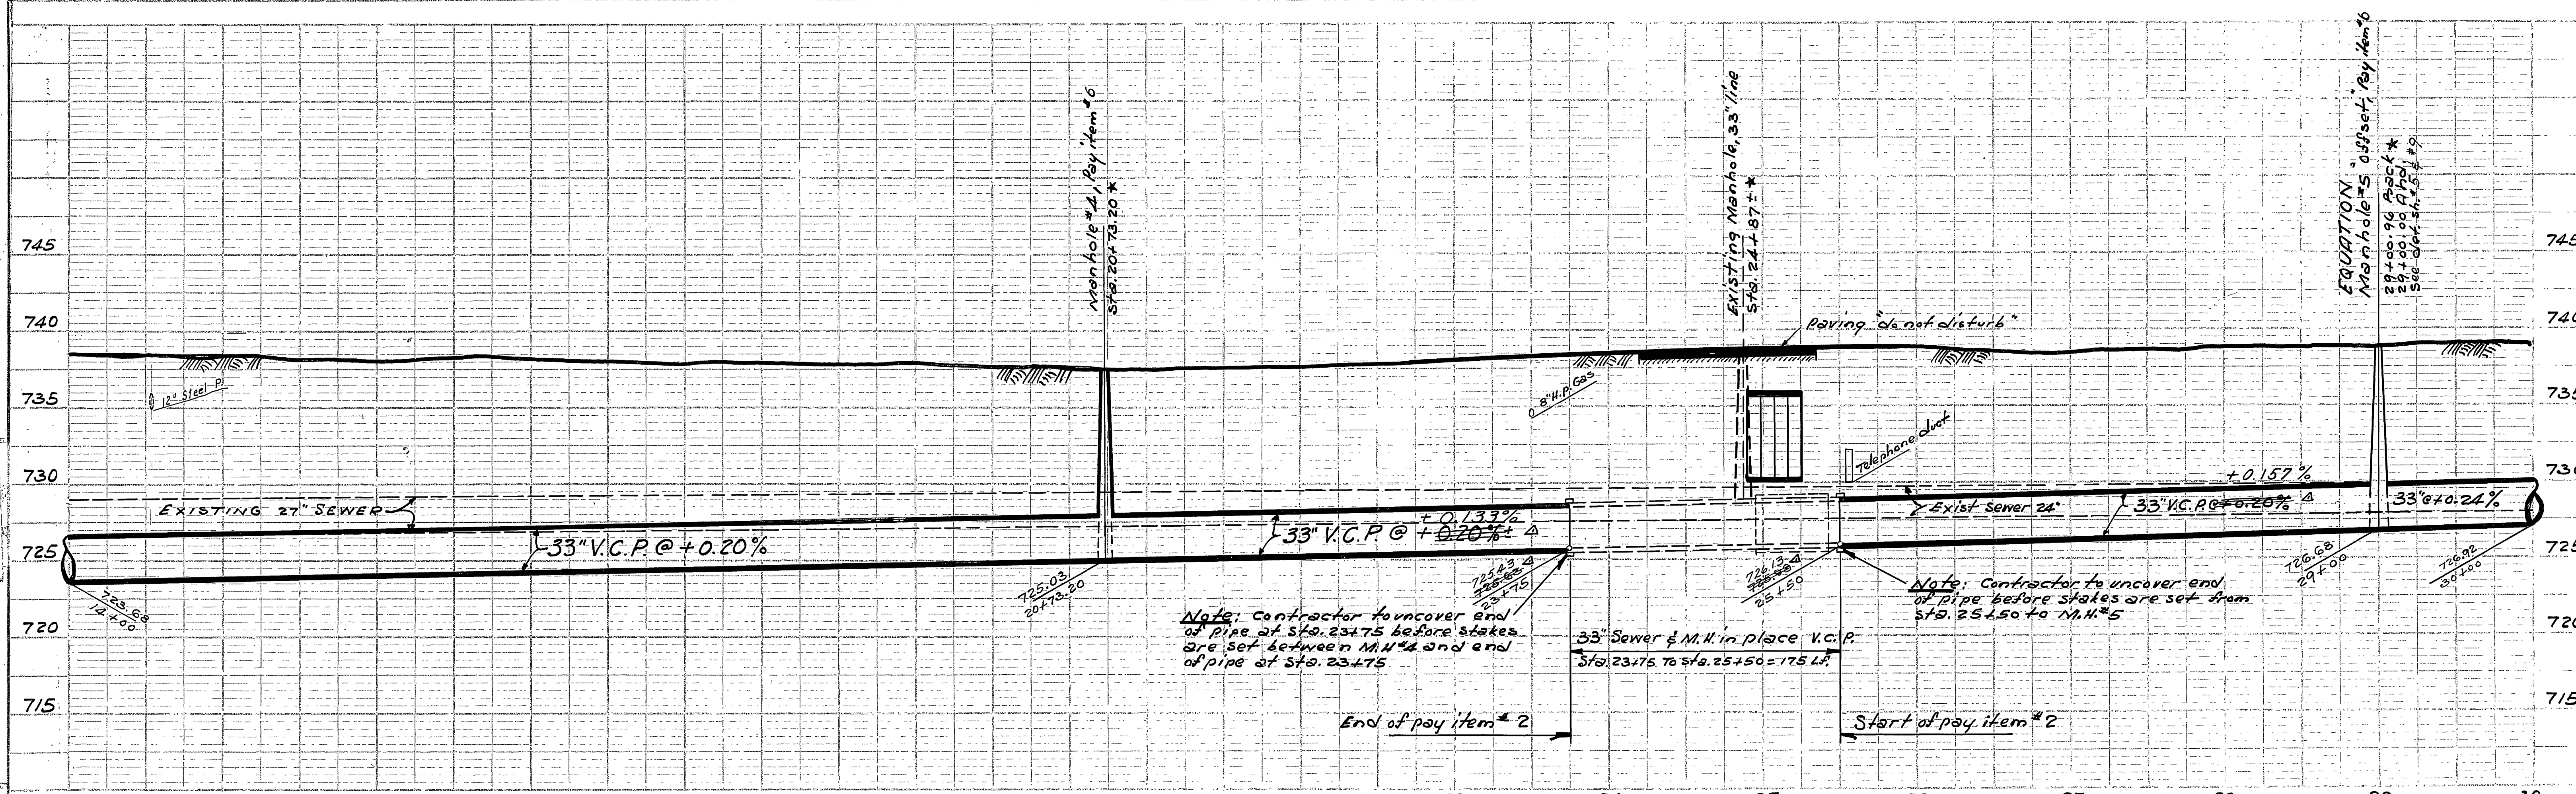 Manhole #4, Pay item #6
Sta. 20+73.20 *
Existing Manhole, 33" line
Sta. 24+87± *
EQUATION
Manhole #5 offset, Pay item #6
29+00.96 Back *
29+00.00 Ahd.
See det. sh. #5 & #9
745
740
735
730
725
720
715
745
740
735
730
725
720
715
Paving "do not disturb"
12" Steel P.
8" H.P. Gas
Telephone duct
EXISTING 27" SEWER
33" V.C.P. @ +0.20%
+0.133%
33" V.C.P. @ +0.20%± Δ
Exist Sewer 24"
+0.157%
33" V.C.P. @ +0.20% Δ
33" @ +0.24%
723.68
14+00
725.03
20+73.20
725.43 Δ
23+75
726.13 Δ
25+50
726.68
29+00
726.92
30+00
Note: Contractor to uncover end
of pipe at Sta. 23+75 before stakes
are set between M.H. #4 and end
of pipe at Sta. 23+75
33" Sewer & M.H. in place V.C.P.
Sta. 23+75 To Sta. 25+50 = 175 L.F.
Note: Contractor to uncover end
of pipe before stakes are set from
Sta. 25+50 to M.H. #5
End of pay item #2
Start of pay item #2